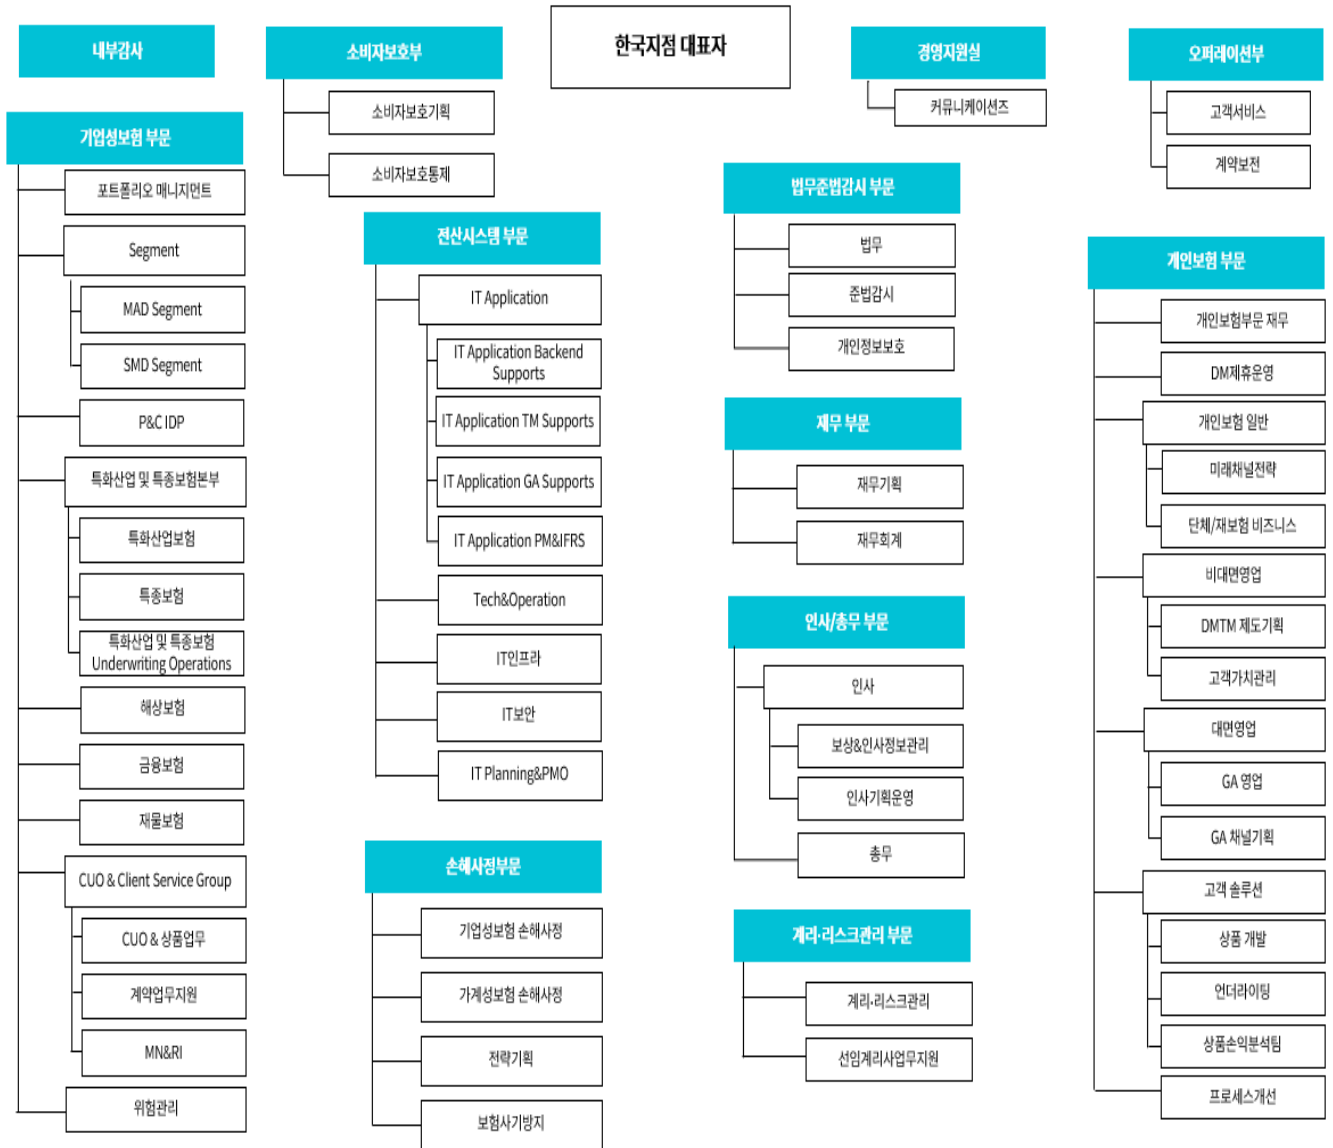 한국지점 대표자
내부감사
기업성보험 부문
포트폴리오 매니지먼트
Segment
MAD Segment
SMD Segment
P&C IDP
특화산업 및 특종보험본부
특화산업보험
특종보험
특화산업 및 특종보험
Underwriting Operations
해상보험
금융보험
재물보험
CUO & Client Service Group
CUO & 상품업무
계약업무지원
MN&RI
위험관리
소비자보호부
소비자보호기획
소비자보호통제
전산시스템 부문
IT Application
IT Application Backend
Supports
IT Application TM Supports
IT Application GA Supports
IT Application PM&IFRS
Tech&Operation
IT인프라
IT보안
IT Planning&PMO
손해사정부문
기업성보험 손해사정
가계성보험 손해사정
전략기획
보험사기방지
경영지원실
커뮤니케이션즈
법무준법감시 부문
법무
준법감시
개인정보보호
재무 부문
재무기획
재무회계
인사/총무 부문
인사
보상&인사정보관리
인사기획운영
총무
계리·리스크관리 부문
계리·리스크관리
선임계리사업무지원
오퍼레이션부
고객서비스
계약보전
개인보험 부문
개인보험부문 재무
DM제휴운영
개인보험 일반
미래채널전략
단체/재보험 비즈니스
비대면영업
DMTM 제도기획
고객가치관리
대면영업
GA 영업
GA 채널기획
고객 솔루션
상품 개발
언더라이팅
상품손익분석팀
프로세스개선